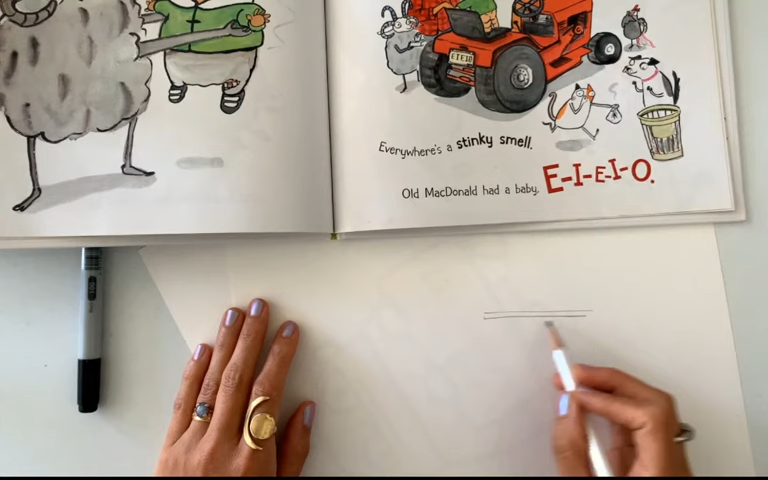 EIEIO
Everywhere's a stinky smell.
Old MacDonald had a baby, E-I-E-I-O.